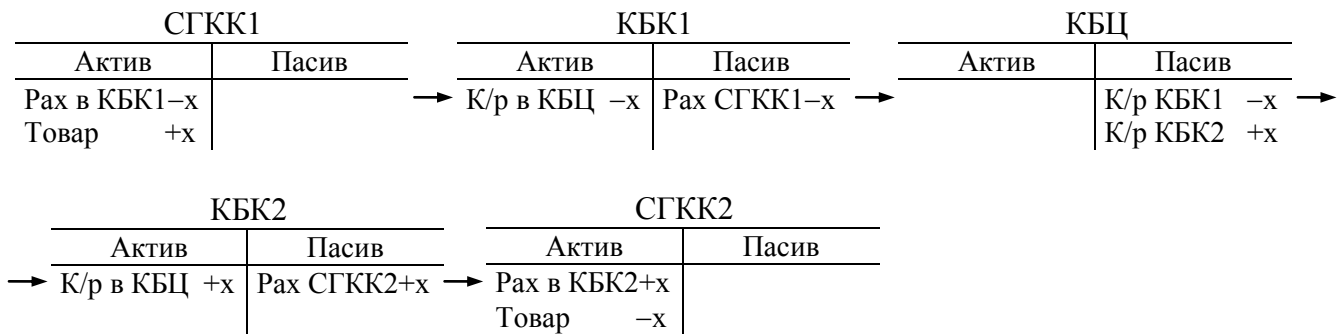 СГКК1 КБК1 КБЦ
Актив Пасив Актив Пасив Актив Пасив
Рах в КБК1–x К/р в КБЦ –x Рах СГКК1–x К/р КБК1 –x
Товар +x К/р КБК2 +x
КБК2 СГКК2
Актив Пасив Актив Пасив
К/р в КБЦ +x Рах СГКК2+x Рах в КБК2+x
Товар –x